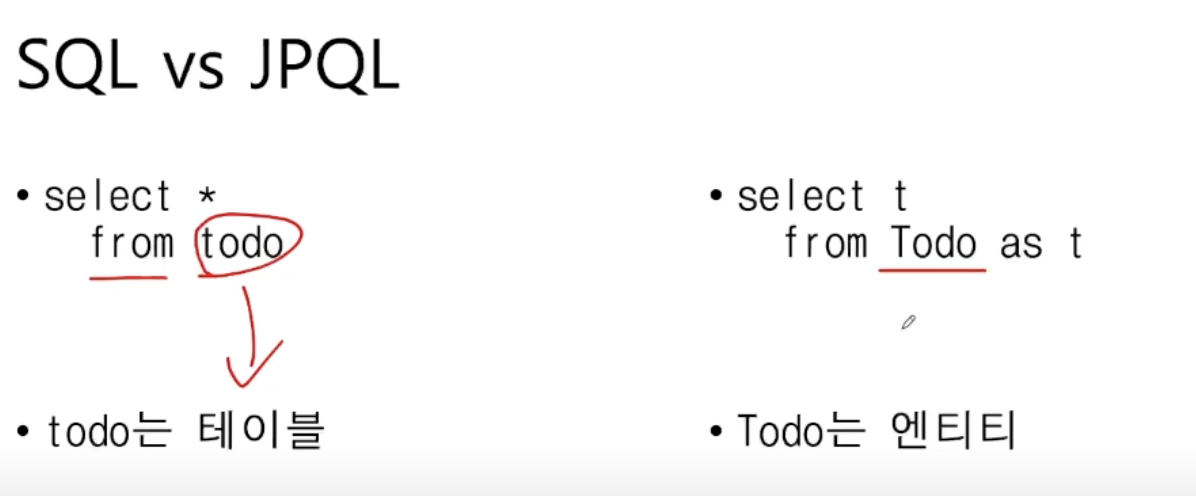 SQL vs JPQL
• select *
from todo
• todo는 테이블
• select t
from Todo as t
• Todo는 엔티티